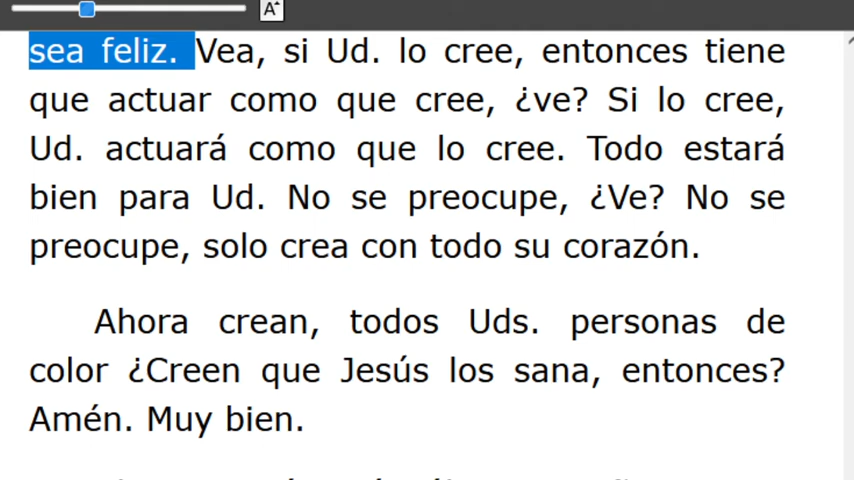 A
sea feliz. Vea, si Ud. lo cree, entonces tiene
que actuar como que cree, ¿ve? Si lo cree,
Ud. actuará como que lo cree. Todo estará
bien para Ud. No se preocupe, ¿Ve? No se
preocupe, solo crea con todo su corazón.
Ahora crean, todos Uds. personas de
color ¿Creen que Jesús los sana, entonces?
Amén. Muy bien.